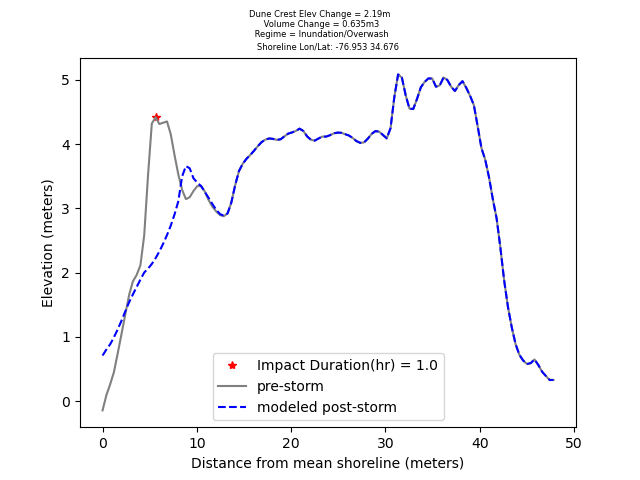 Dune Crest Elev Change = 2.19m
Volume Change = 0.635m3
Regime = Inundation/Overwash
Shoreline Lon/Lat: -76.953 34.676
5
4
3
2
1
0
Elevation (meters)
Impact Duration(hr) = 1.0
pre-storm
modeled post-storm
0 10 20 30 40 50
Distance from mean shoreline (meters)